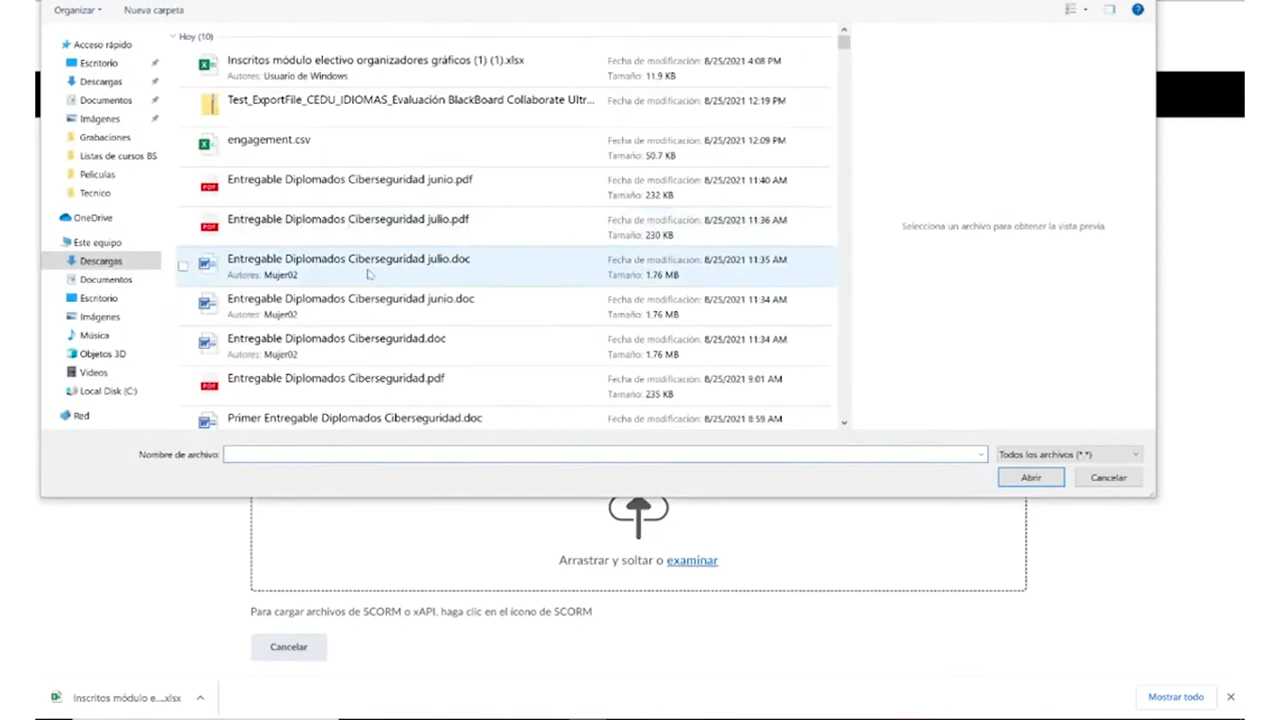 Organizar
Nueva carpeta
Acceso rápido
Escritorio
Descargas
Documentos
Imágenes
Grabaciones
Listas de cursos BS
Peliculas
Tecnico
OneDrive
Este equipo
Descargas
Documentos
Escritorio
Imágenes
Música
Objetos 3D
Videos
Local Disk (C:)
Red
Hoy (10)
Inscritos módulo electivo organizadores gráficos (1) (1).xlsx
Autores: Usuario de Windows
Fecha de modificación: 8/25/2021 4:08 PM
Tamaño: 11.9 KB
Test_ExportFile_CEDU_IDIOMAS_Evaluación BlackBoard Collaborate Ultr...
Fecha de modificación: 8/25/2021 12:19 PM
engagement.csv
Fecha de modificación: 8/25/2021 12:09 PM
Tamaño: 50.7 KB
Entregable Diplomados Ciberseguridad junio.pdf
Fecha de modificación: 8/25/2021 11:40 AM
Tamaño: 232 KB
Entregable Diplomados Ciberseguridad julio.pdf
Fecha de modificación: 8/25/2021 11:36 AM
Tamaño: 230 KB
Entregable Diplomados Ciberseguridad julio.doc
Autores: Mujer02
Fecha de modificación: 8/25/2021 11:35 AM
Tamaño: 1.76 MB
Entregable Diplomados Ciberseguridad junio.doc
Autores: Mujer02
Fecha de modificación: 8/25/2021 11:34 AM
Tamaño: 1.76 MB
Entregable Diplomados Ciberseguridad.doc
Autores: Mujer02
Fecha de modificación: 8/25/2021 11:34 AM
Tamaño: 1.76 MB
Entregable Diplomados Ciberseguridad.pdf
Fecha de modificación: 8/25/2021 9:01 AM
Tamaño: 235 KB
Primer Entregable Diplomados Ciberseguridad.doc
Fecha de modificación: 8/25/2021 8:59 AM
Selecciona un archivo para obtener la vista previa
Nombre de archivo:
Todos los archivos (*.*)
Abrir
Cancelar
Arrastrar y soltar o examinar
Para cargar archivos de SCORM o xAPI, haga clic en el ícono de SCORM
Cancelar
Inscritos módulo e....xlsx
Mostrar todo